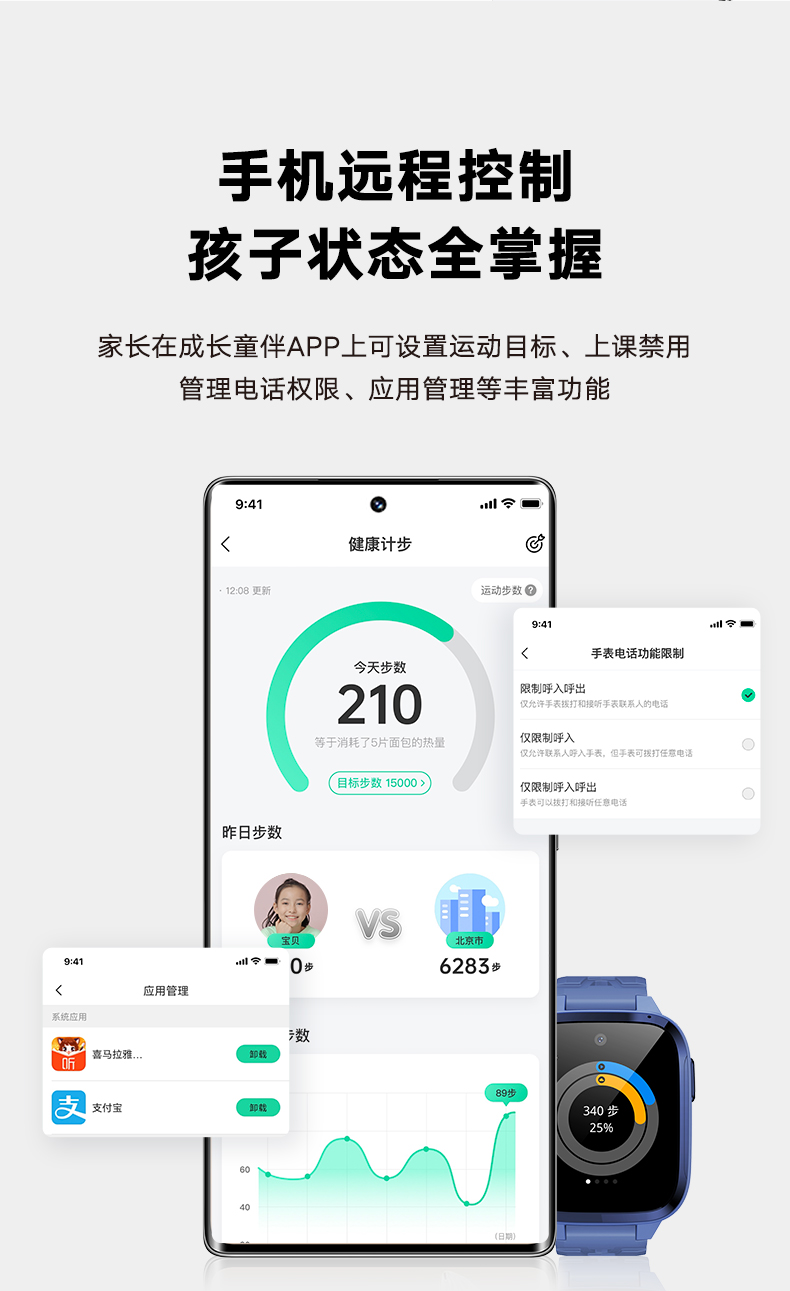 手机远程控制
孩子状态全掌握
家长在成长童伴APP上可设置运动目标、上课禁用
管理电话权限、应用管理等丰富功能
9:41
健康计步
· 12:08 更新
运动步数 ?
今天步数
210
等于消耗了5片面包的热量
目标步数 15000 >
9:41
手表电话功能限制
限制呼入呼出
仅允许手表拨打和接听手表联系人的电话
仅限制呼入
仅允许联系人呼入手表，但手表可拨打任意电话
仅限制呼入呼出
手表可以拨打和接听任意电话
昨日步数
宝贝
VS
北京市
0步
6283步
9:41
应用管理
系统应用
听
喜马拉雅...
卸载
支
支付宝
卸载
步数
89步
60
40
(日期)
340 步
25%